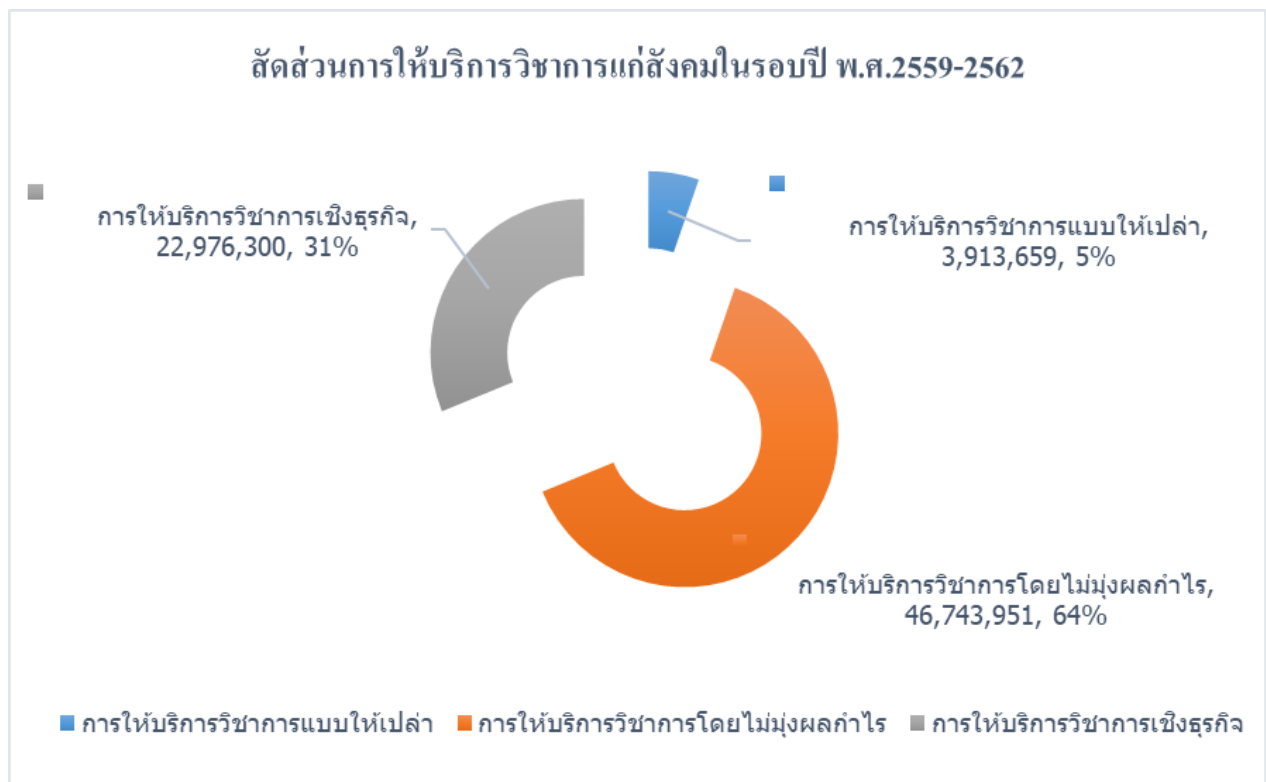 สัดส่วนการให้บริการวิชาการแก่สังคมในรอบปี พ.ศ.2559-2562
การให้บริการวิชาการเชิงธุรกิจ,
22,976,300, 31%
การให้บริการวิชาการแบบให้เปล่า,
3,913,659, 5%
การให้บริการวิชาการโดยไม่มุ่งผลกำไร,
46,743,951, 64%
การให้บริการวิชาการแบบให้เปล่า การให้บริการวิชาการโดยไม่มุ่งผลกำไร การให้บริการวิชาการเชิงธุรกิจ